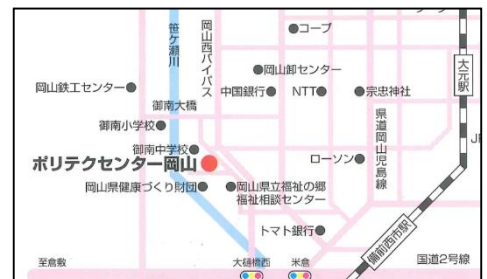 コープ
笹ヶ瀬川
岡山西バイパス
岡山卸センター
大元駅
岡山鉄工センター
中国銀行
NTT
宗忠神社
御南大橋
御南小学校
県道岡山児島線
御南中学校
ポリテクセンター岡山
ローソン
岡山県健康づくり財団
岡山県立福祉の郷
福祉相談センター
トマト銀行
備前西市駅
至倉敷
大樋橋西
米倉
国道2号線